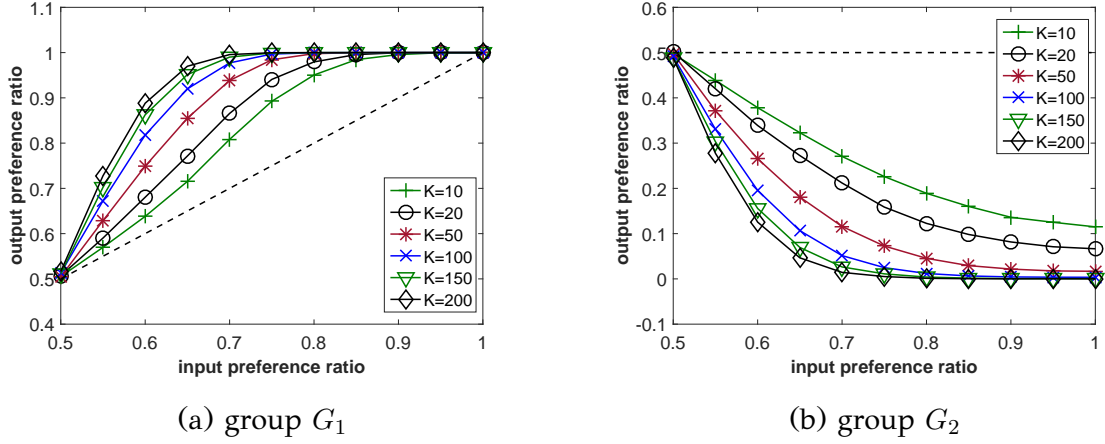 1.1
1
0.9
0.8
0.7
0.6
0.5
0.4
output preference ratio
0.5 0.6 0.7 0.8 0.9 1
input preference ratio
K=10
K=20
K=50
K=100
K=150
K=200
(a) group G1
0.6
0.5
0.4
0.3
0.2
0.1
0
-0.1
output preference ratio
0.5 0.6 0.7 0.8 0.9 1
input preference ratio
K=10
K=20
K=50
K=100
K=150
K=200
(b) group G2